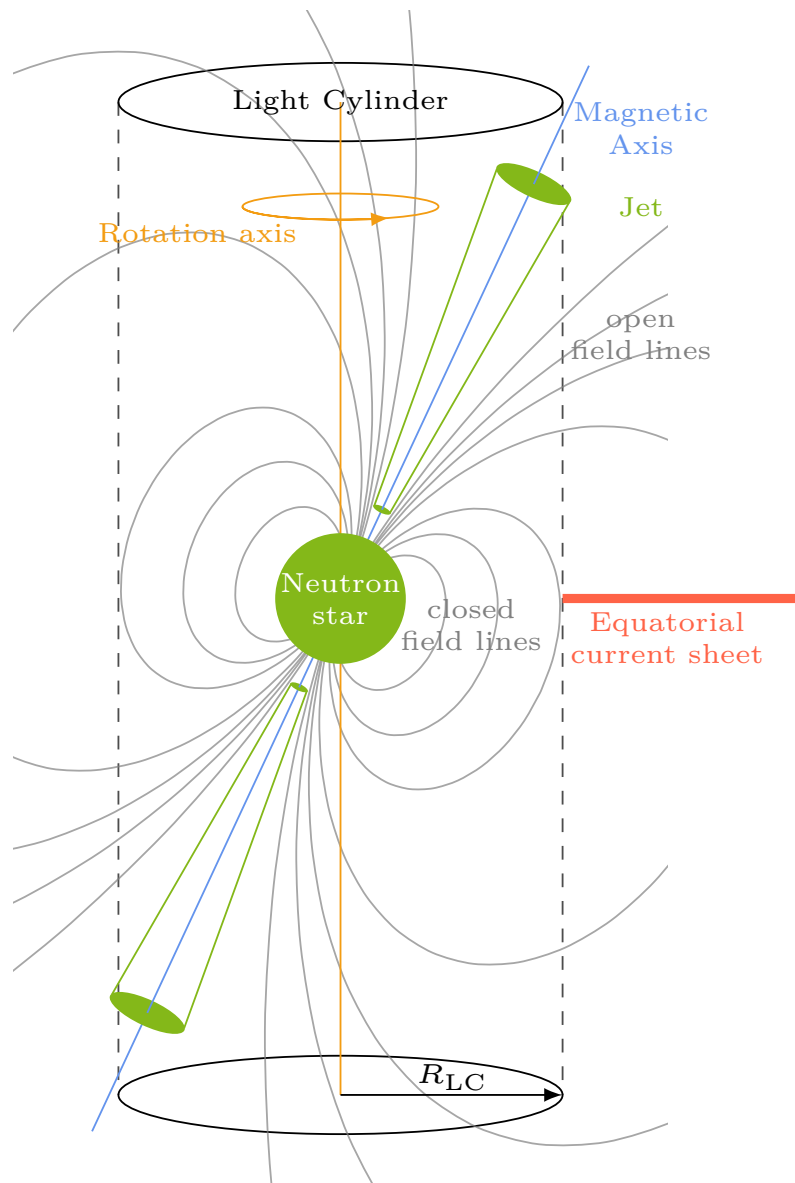 Light Cylinder
Magnetic
Axis
Jet
Rotation axis
open
field lines
Neutron
star
closed
field lines
Equatorial
current sheet
R_LC